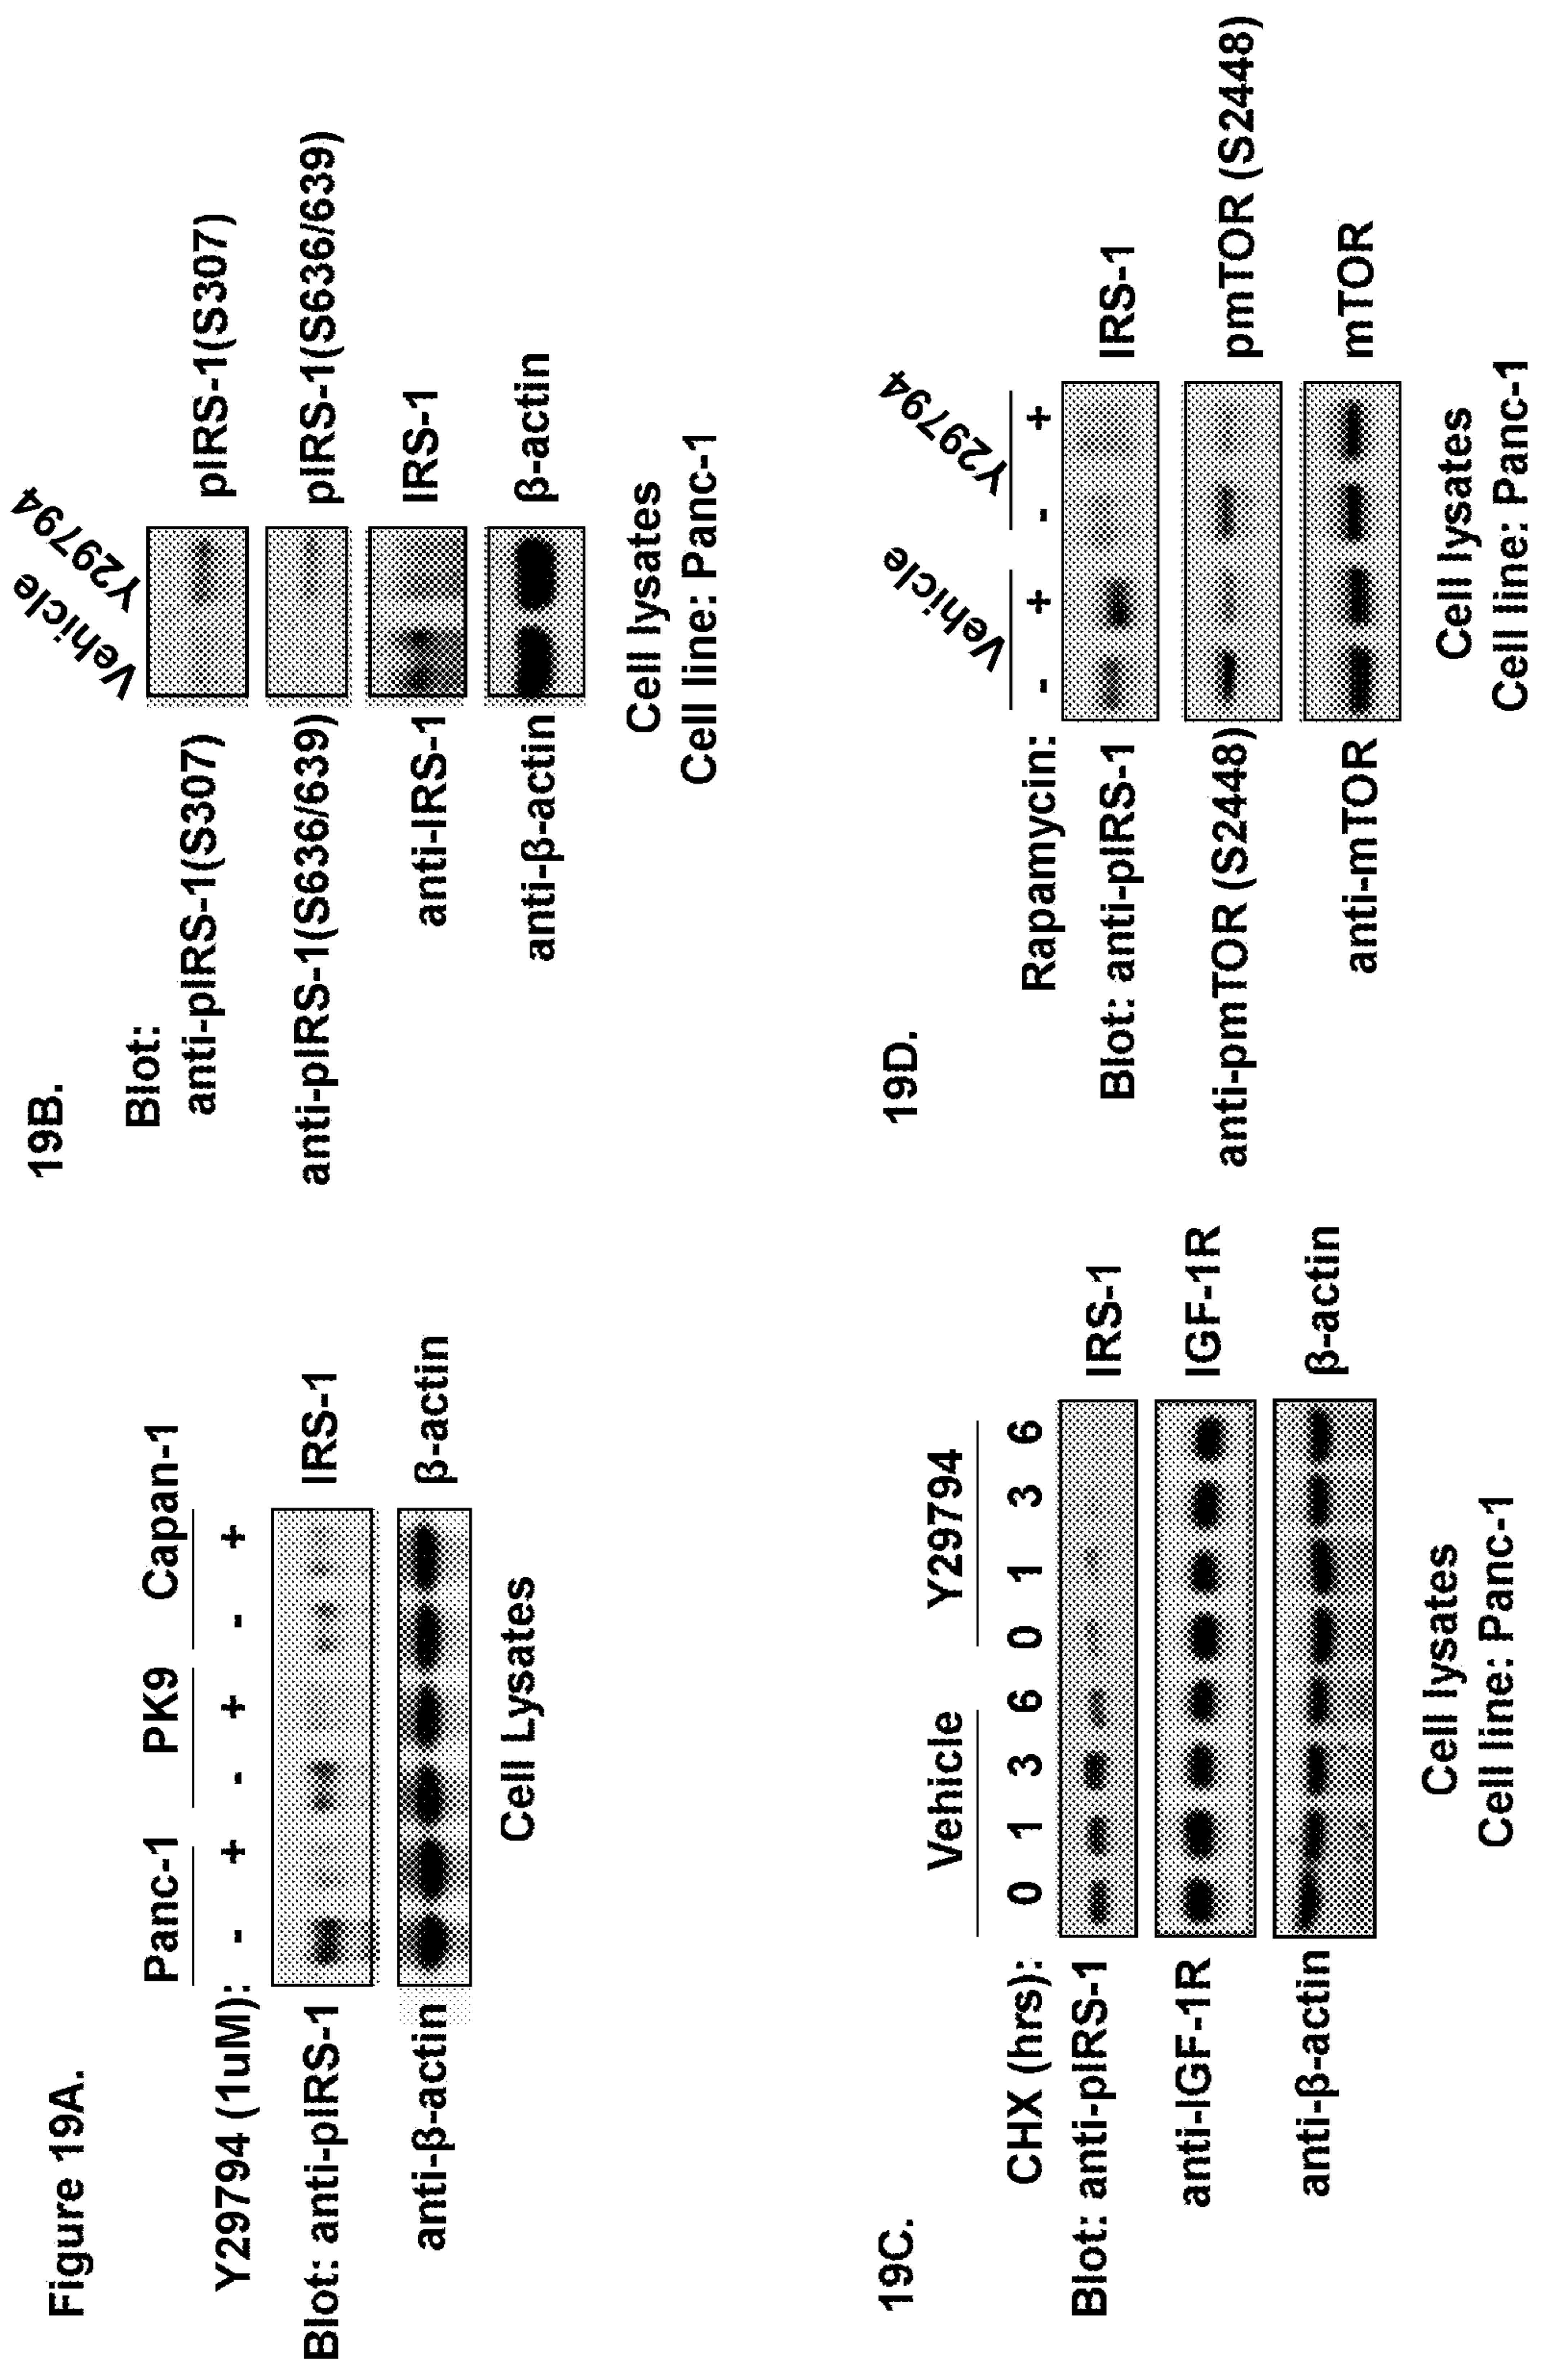 Figure 19A.
Panc-1 PK9 Capan-1
Y29794 (1uM): - + - + - +
Blot: anti-pIRS-1 IRS-1
anti-β-actin β-actin
Cell Lysates
19B.
Vehicle Y29794
Blot:
anti-pIRS-1(S307) pIRS-1(S307)
anti-pIRS-1(S636/639) pIRS-1(S636/639)
anti-IRS-1 IRS-1
anti-β-actin β-actin
Cell lysates
Cell line: Panc-1
19C.
Vehicle Y29794
CHX (hrs): 0 1 3 6 0 1 3 6
Blot: anti-pIRS-1 IRS-1
anti-IGF-1R IGF-1R
anti-β-actin β-actin
Cell lysates
Cell line: Panc-1
19D.
Vehicle Y29794
Rapamycin: - + - +
Blot: anti-pIRS-1 IRS-1
anti-pmTOR (S2448) pmTOR (S2448)
anti-mTOR mTOR
Cell lysates
Cell line: Panc-1